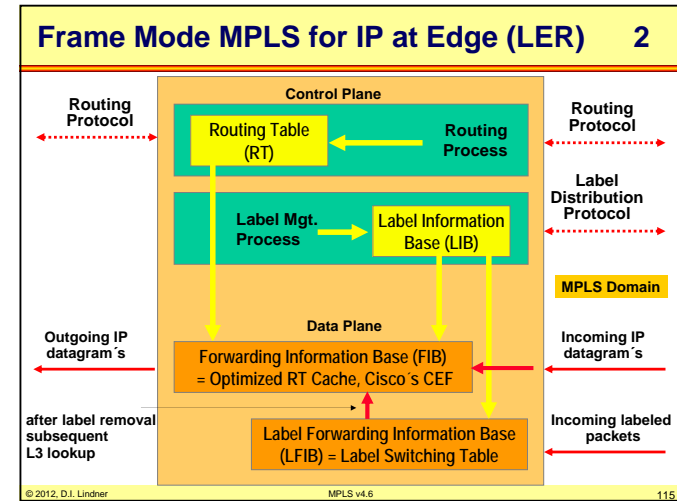 Frame Mode MPLS for IP at Edge (LER) 2
Control Plane
Routing
Protocol
Routing Table
(RT)
Routing
Process
Routing
Protocol
Label
Distribution
Protocol
Label Mgt.
Process
Label Information
Base (LIB)
MPLS Domain
Data Plane
Outgoing IP
datagram´s
Forwarding Information Base (FIB)
= Optimized RT Cache, Cisco´s CEF
Incoming IP
datagram´s
after label removal
subsequent
L3 lookup
Label Forwarding Information Base
(LFIB) = Label Switching Table
Incoming labeled
packets
© 2012, D.I. Lindner
MPLS v4.6
115